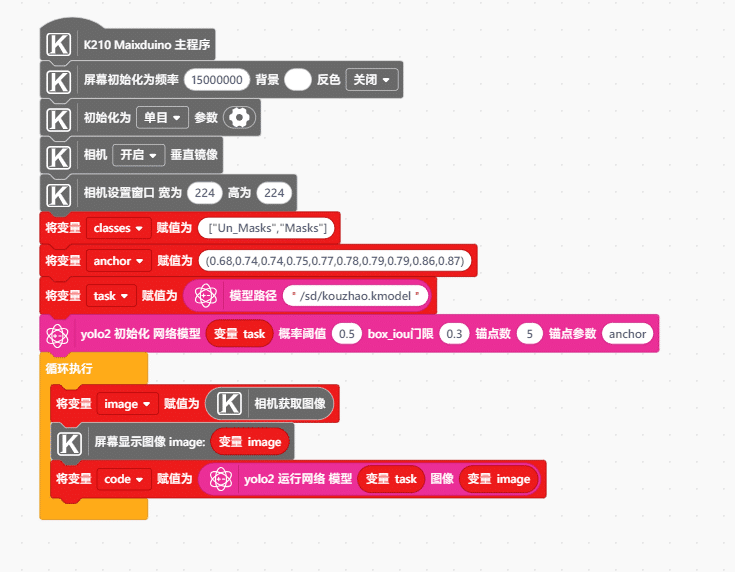 K210 Maixduino 主程序
屏幕初始化为频率 15000000 背景 反色 关闭
初始化为 单目 参数
相机 开启 垂直镜像
相机设置窗口 宽为 224 高为 224
将变量 classes 赋值为 ["Un_Masks","Masks"]
将变量 anchor 赋值为 (0.68,0.74,0.74,0.75,0.77,0.78,0.79,0.79,0.86,0.87)
将变量 task 赋值为 模型路径 " /sd/kouzhao.kmodel "
yolo2 初始化 网络模型 变量 task 概率阈值 0.5 box_iou门限 0.3 锚点数 5 锚点参数 anchor
循环执行
将变量 image 赋值为 相机获取图像
屏幕显示图像 image: 变量 image
将变量 code 赋值为 yolo2 运行网络 模型 变量 task 图像 变量 image